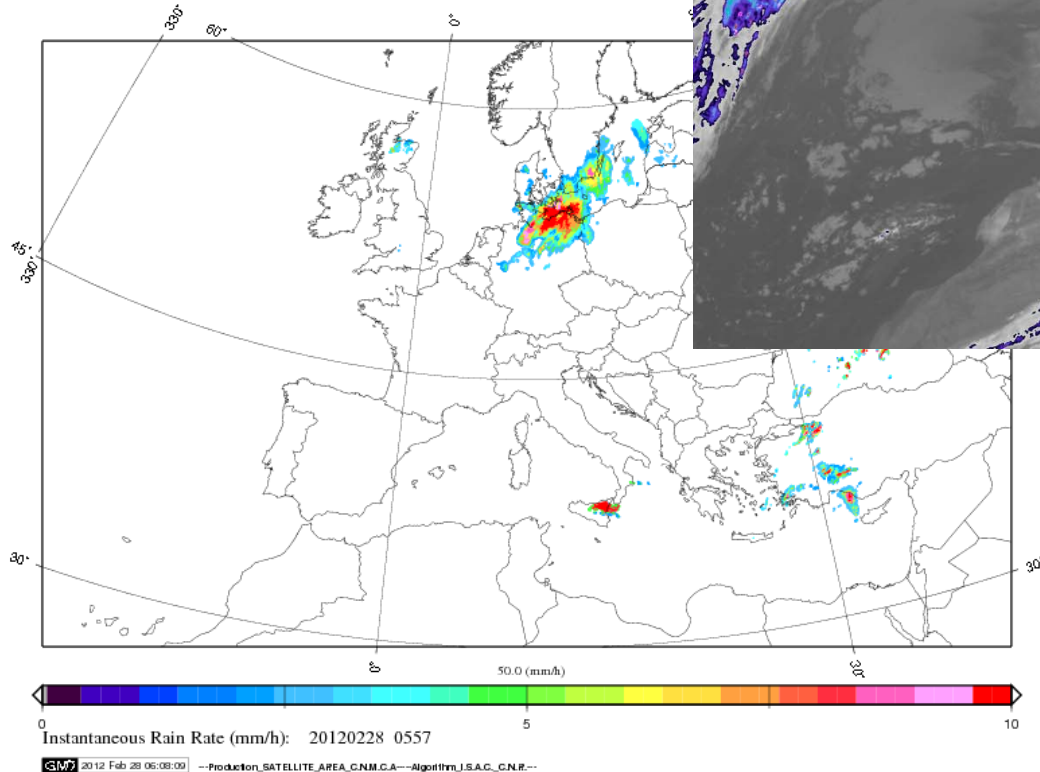 330° 60° 0°
45°
330°
30° 30°
0° 30°
50.0 (mm/h)
0 5 10
Instantaneous Rain Rate (mm/h): 20120228 0557
GMD 2012 Feb 28 06:08:09 ---Production_SATELLITE_AREA_C.N.M.C.A----Algorithm_I.S.A.C._C.N.R.---